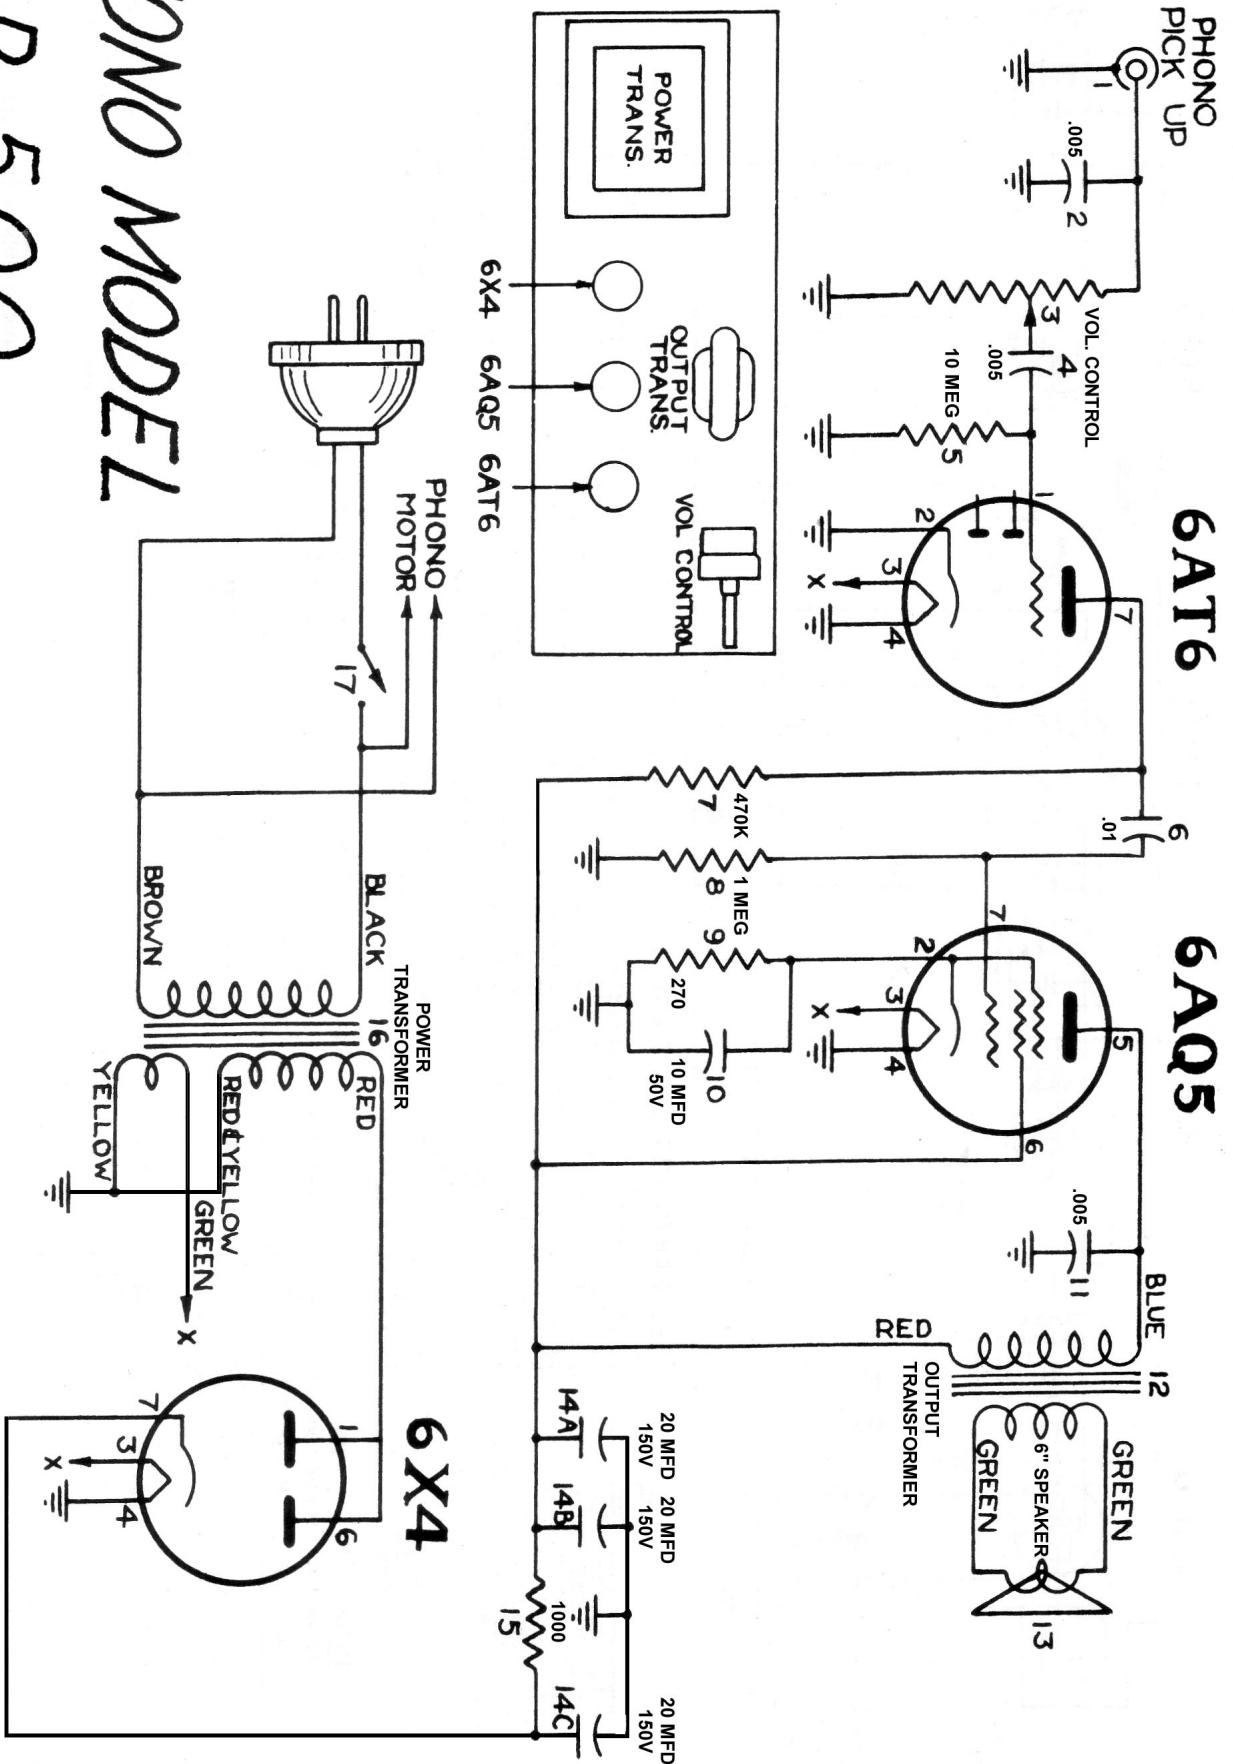 PHONO
PICK UP
1
.005
2
VOL. CONTROL
3
4
.005
10 MEG
5
6AT6
1
2
3
4
7
X
6
.01
470K
7
1 MEG
8
6AQ5
7
2
3
4
5
6
X
9
270
10
10 MFD
50V
.005
11
BLUE
RED
12
OUTPUT
TRANSFORMER
GREEN
6" SPEAKER
GREEN
13
POWER
TRANS.
OUTPUT
TRANS.
VOL CONTROL
6X4
6AQ5
6AT6
14A
20 MFD
150V
14B
20 MFD
150V
1000
15
14C
20 MFD
150V
PHONO
MOTOR
17
BLACK
BROWN
POWER
TRANSFORMER
16
RED
RED & YELLOW
GREEN
X
YELLOW
6X4
1
6
7
3
4
X
ONO MODEL